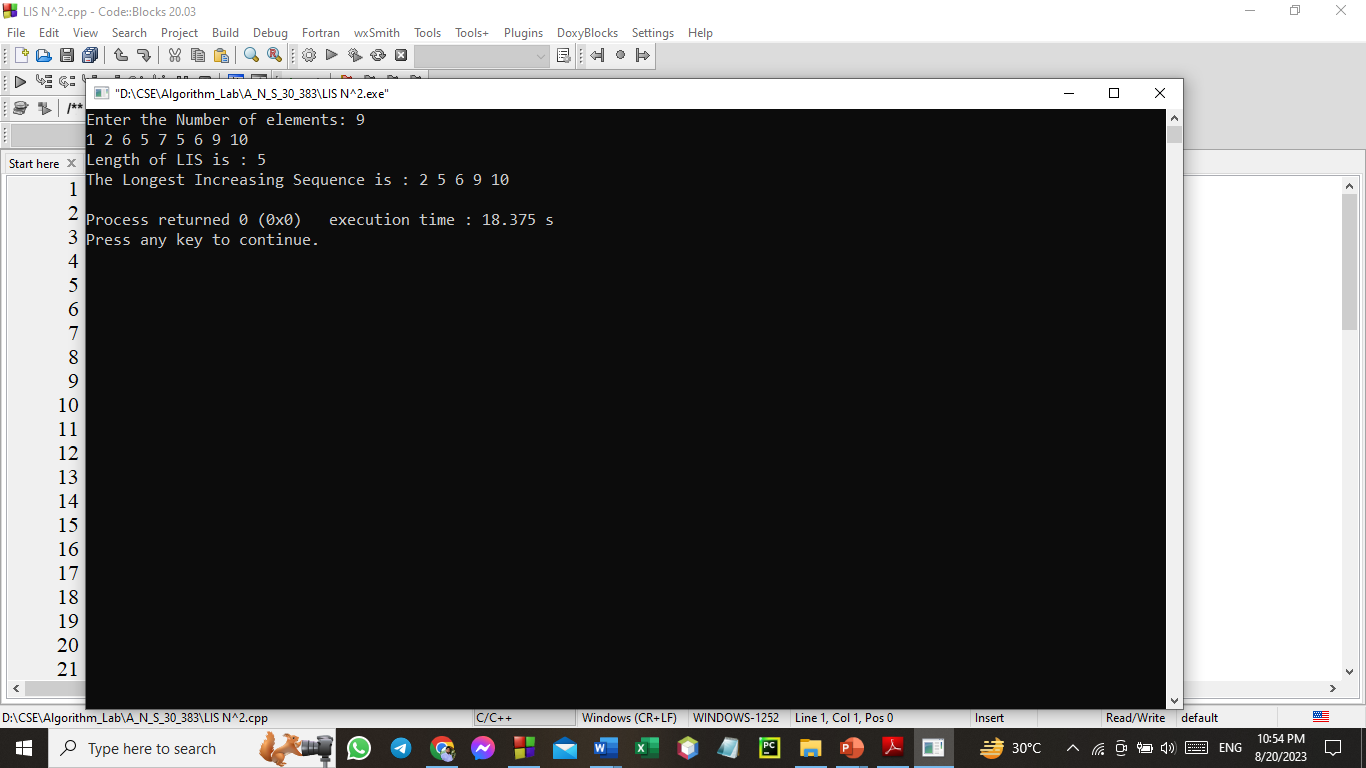 LIS N^2.cpp - Code::Blocks 20.03
File Edit View Search Project Build Debug Fortran wxSmith Tools Tools+ Plugins DoxyBlocks Settings Help
/**
"D:\CSE\Algorithm_Lab\A_N_S_30_383\LIS N^2.exe"
Enter the Number of elements: 9
1 2 6 5 7 5 6 9 10
Start here
Length of LIS is : 5
The Longest Increasing Sequence is : 2 5 6 9 10
Process returned 0 (0x0)   execution time : 18.375 s
Press any key to continue.
1
2
3
4
5
6
7
8
9
10
11
12
13
14
15
16
17
18
19
20
21
D:\CSE\Algorithm_Lab\A_N_S_30_383\LIS N^2.cpp C/C++ Windows (CR+LF) WINDOWS-1252 Line 1, Col 1, Pos 0 Insert Read/Write default
Type here to search PC 30°C ENG 10:54 PM
8/20/2023